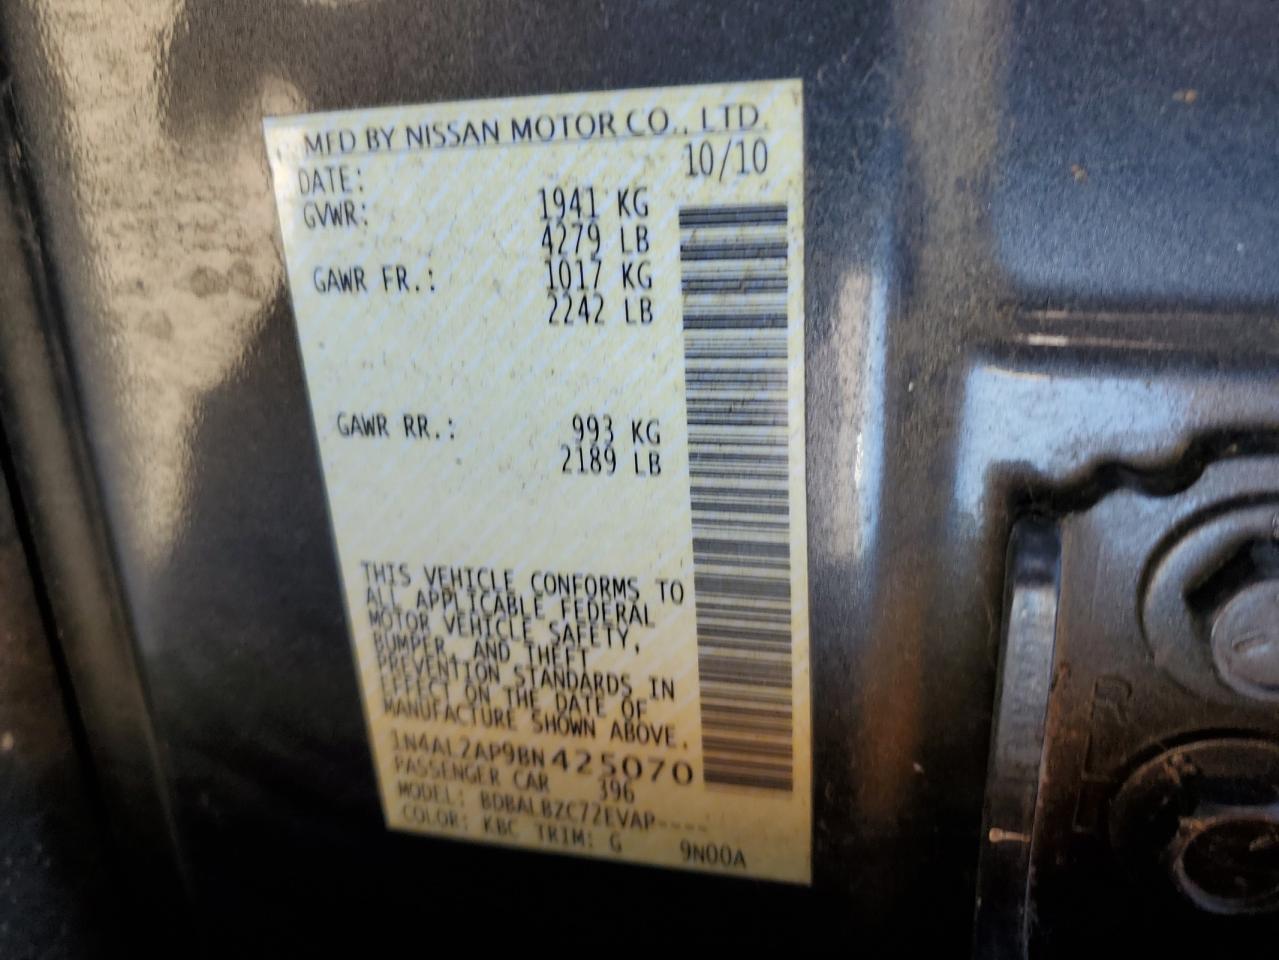 MFD BY NISSAN MOTOR CO., LTD.
DATE: 10/10
GVWR: 1941 KG
4279 LB
GAWR FR.: 1017 KG
2242 LB
GAWR RR.: 993 KG
2189 LB
THIS VEHICLE CONFORMS TO
ALL APPLICABLE FEDERAL
MOTOR VEHICLE SAFETY,
BUMPER, AND THEFT
PREVENTION STANDARDS IN
EFFECT ON THE DATE OF
MANUFACTURE SHOWN ABOVE.
1N4AL2AP9BN425070
PASSENGER CAR 396
MODEL: BDBALBZC72EVAP----
COLOR: KBC TRIM: G 9N00A